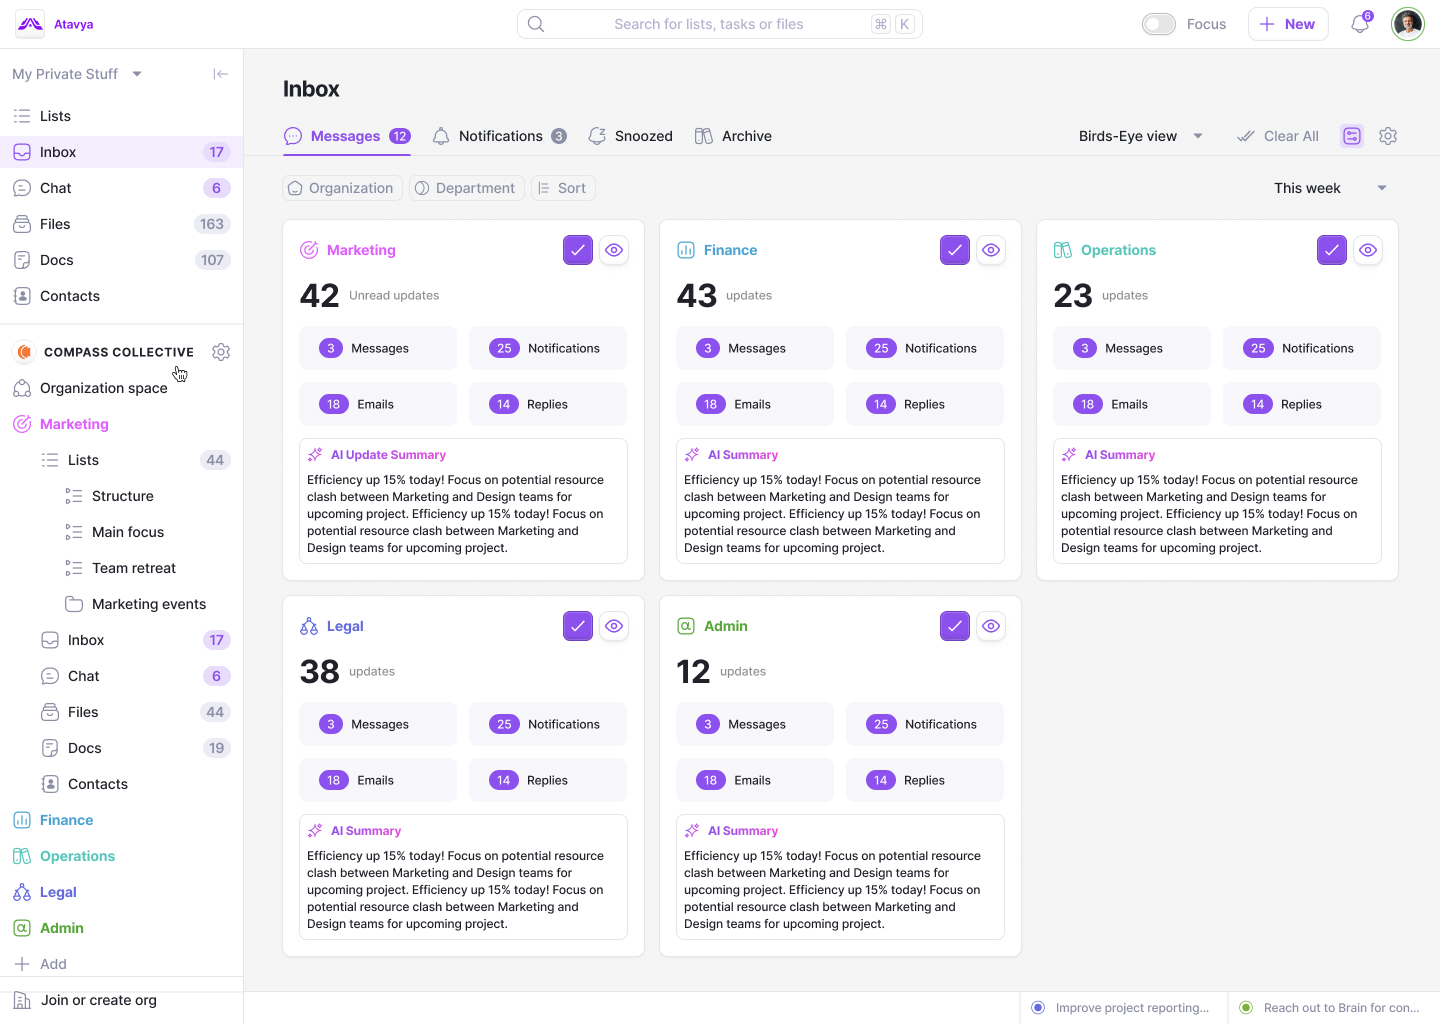 Atavya
Search for lists, tasks or files
⌘ K
Focus
New
6
My Private Stuff
Lists
Inbox 17
Chat 6
Files 163
Docs 107
Contacts
COMPASS COLLECTIVE
Organization space
Marketing
Lists 44
Structure
Main focus
Team retreat
Marketing events
Inbox 17
Chat 6
Files 44
Docs 19
Contacts
Finance
Operations
Legal
Admin
Add
Join or create org
Inbox
Messages 12
Notifications 3
Snoozed
Archive
Birds-Eye view
Clear All
Organization
Department
Sort
This week
Marketing
42 Unread updates
3 Messages
25 Notifications
18 Emails
14 Replies
AI Update Summary
Efficiency up 15% today! Focus on potential resource
clash between Marketing and Design teams for
upcoming project. Efficiency up 15% today! Focus on
potential resource clash between Marketing and
Design teams for upcoming project.
Finance
43 updates
3 Messages
25 Notifications
18 Emails
14 Replies
AI Summary
Efficiency up 15% today! Focus on potential resource
clash between Marketing and Design teams for
upcoming project. Efficiency up 15% today! Focus on
potential resource clash between Marketing and
Design teams for upcoming project.
Operations
23 updates
3 Messages
25 Notifications
18 Emails
14 Replies
AI Summary
Efficiency up 15% today! Focus on potential resource
clash between Marketing and Design teams for
upcoming project. Efficiency up 15% today! Focus on
potential resource clash between Marketing and
Design teams for upcoming project.
Legal
38 updates
3 Messages
25 Notifications
18 Emails
14 Replies
AI Summary
Efficiency up 15% today! Focus on potential resource
clash between Marketing and Design teams for
upcoming project. Efficiency up 15% today! Focus on
potential resource clash between Marketing and
Design teams for upcoming project.
Admin
12 updates
3 Messages
25 Notifications
18 Emails
14 Replies
AI Summary
Efficiency up 15% today! Focus on potential resource
clash between Marketing and Design teams for
upcoming project. Efficiency up 15% today! Focus on
potential resource clash between Marketing and
Design teams for upcoming project.
Improve project reporting...
Reach out to Brain for con...